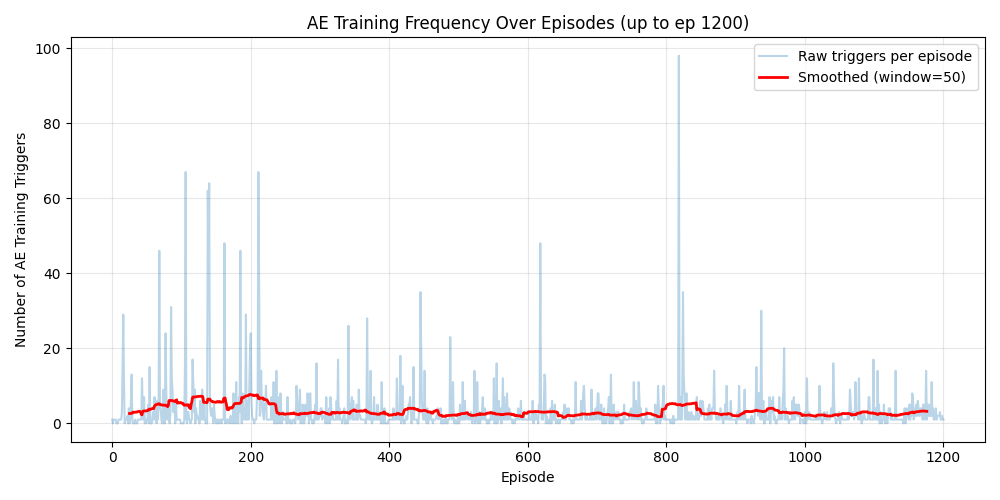 AE Training Frequency Over Episodes (up to ep 1200)
Raw triggers per episode
Smoothed (window=50)
Number of AE Training Triggers
100
80
60
40
20
0
0 200 400 600 800 1000 1200
Episode